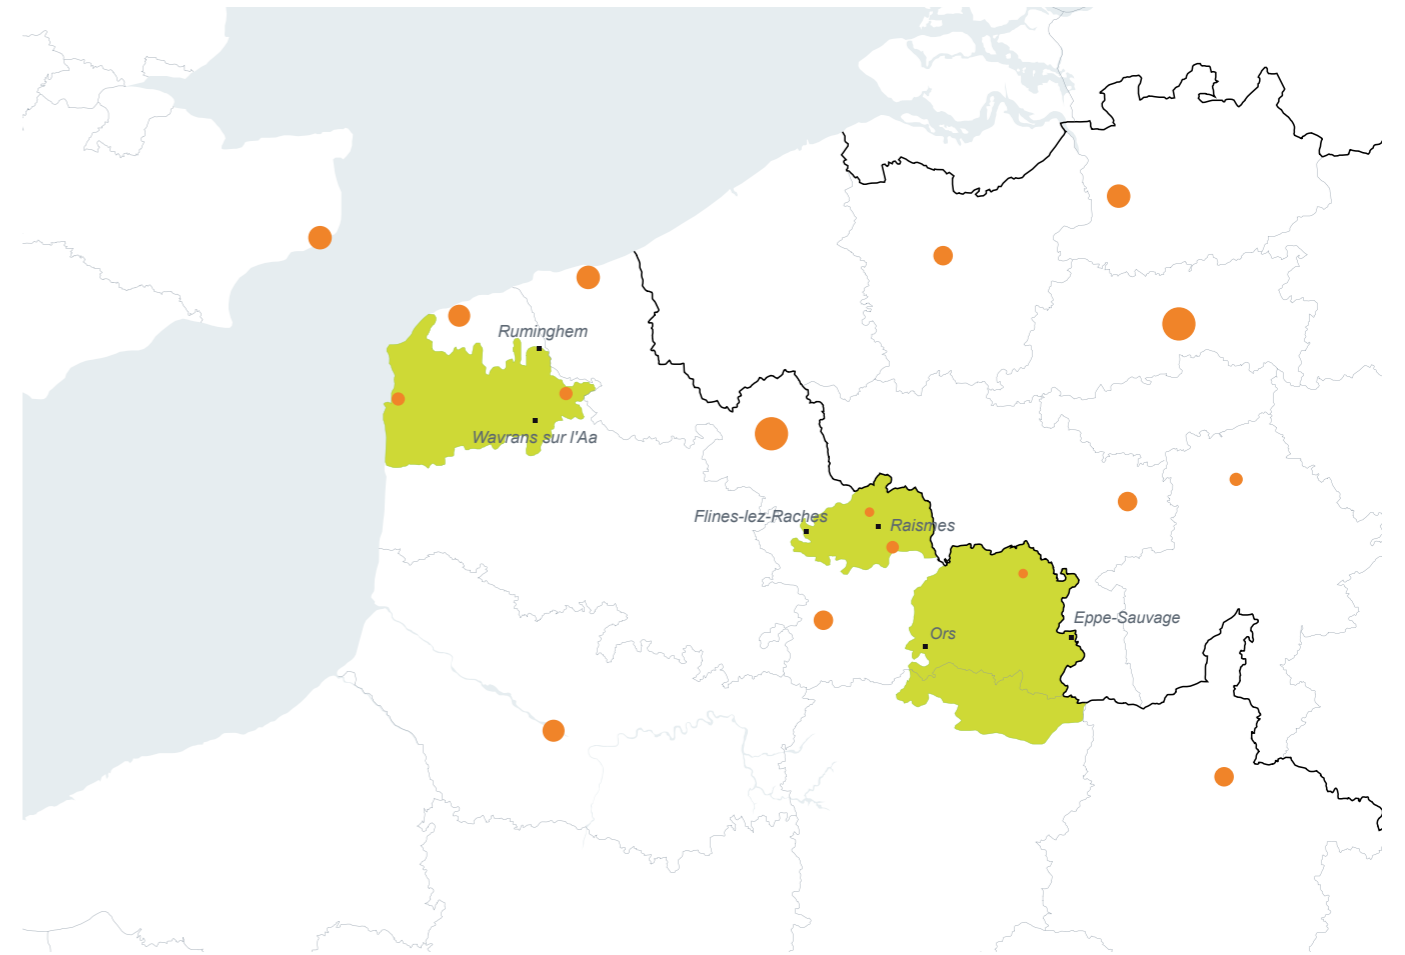 Ruminghem
Wavrans sur l'Aa
Flines-lez-Raches
Raismes
Eppe-Sauvage
Ors